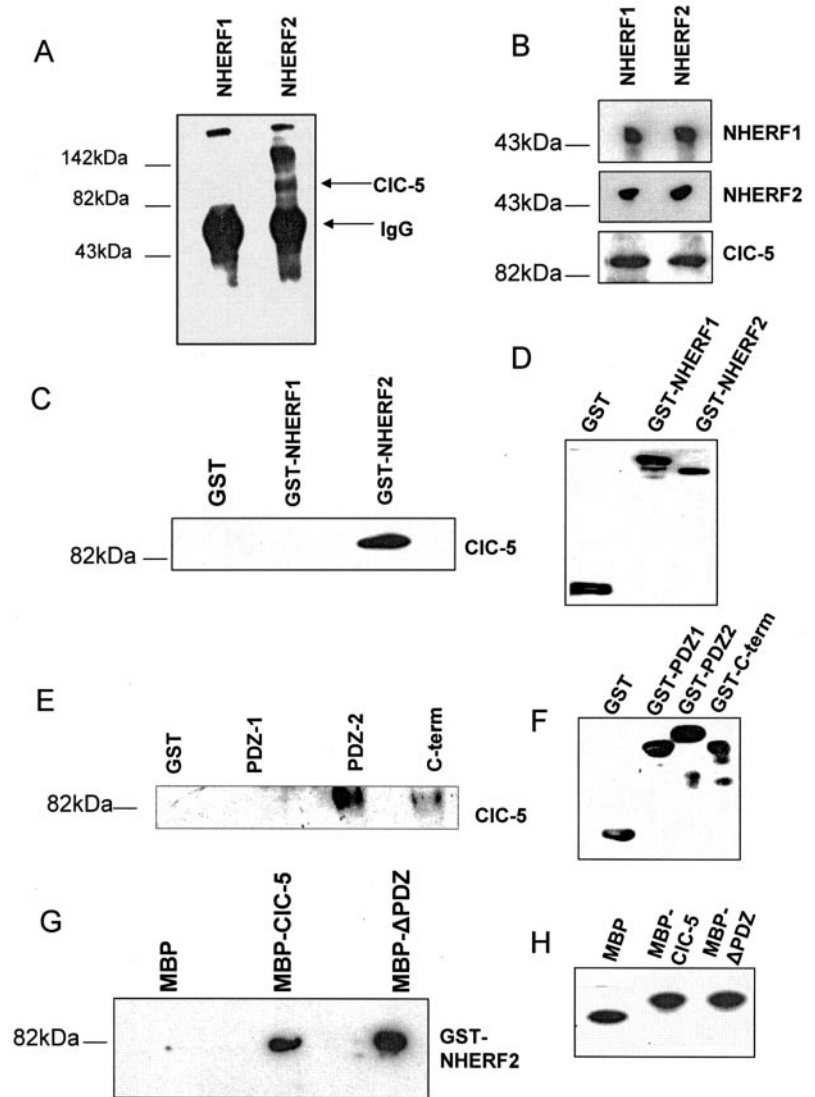 A
NHERF1
NHERF2
142kDa
82kDa
43kDa
ClC-5
IgG
B
NHERF1
NHERF2
43kDa
NHERF1
43kDa
NHERF2
82kDa
ClC-5
C
GST
GST-NHERF1
GST-NHERF2
82kDa
ClC-5
D
GST
GST-NHERF1
GST-NHERF2
E
GST
PDZ-1
PDZ-2
C-term
82kDa
ClC-5
F
GST
GST-PDZ1
GST-PDZ2
GST-C-term
G
MBP
MBP-ClC-5
MBP-ΔPDZ
82kDa
GST-
NHERF2
H
MBP
MBP-
ClC-5
MBP-
ΔPDZ